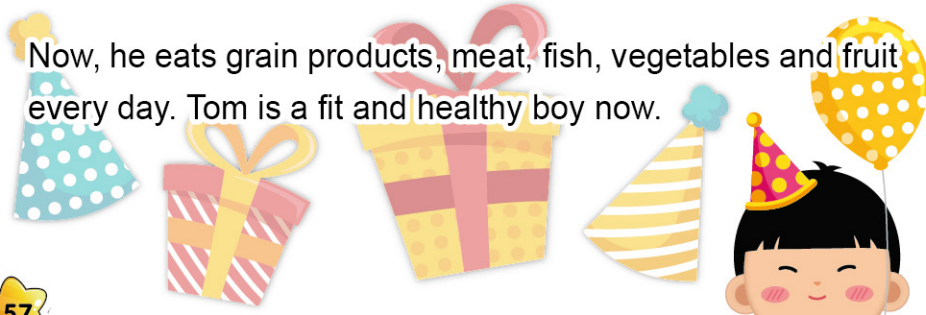 Now, he eats grain products, meat, fish, vegetables and fruit
every day. Tom is a fit and healthy boy now.
57